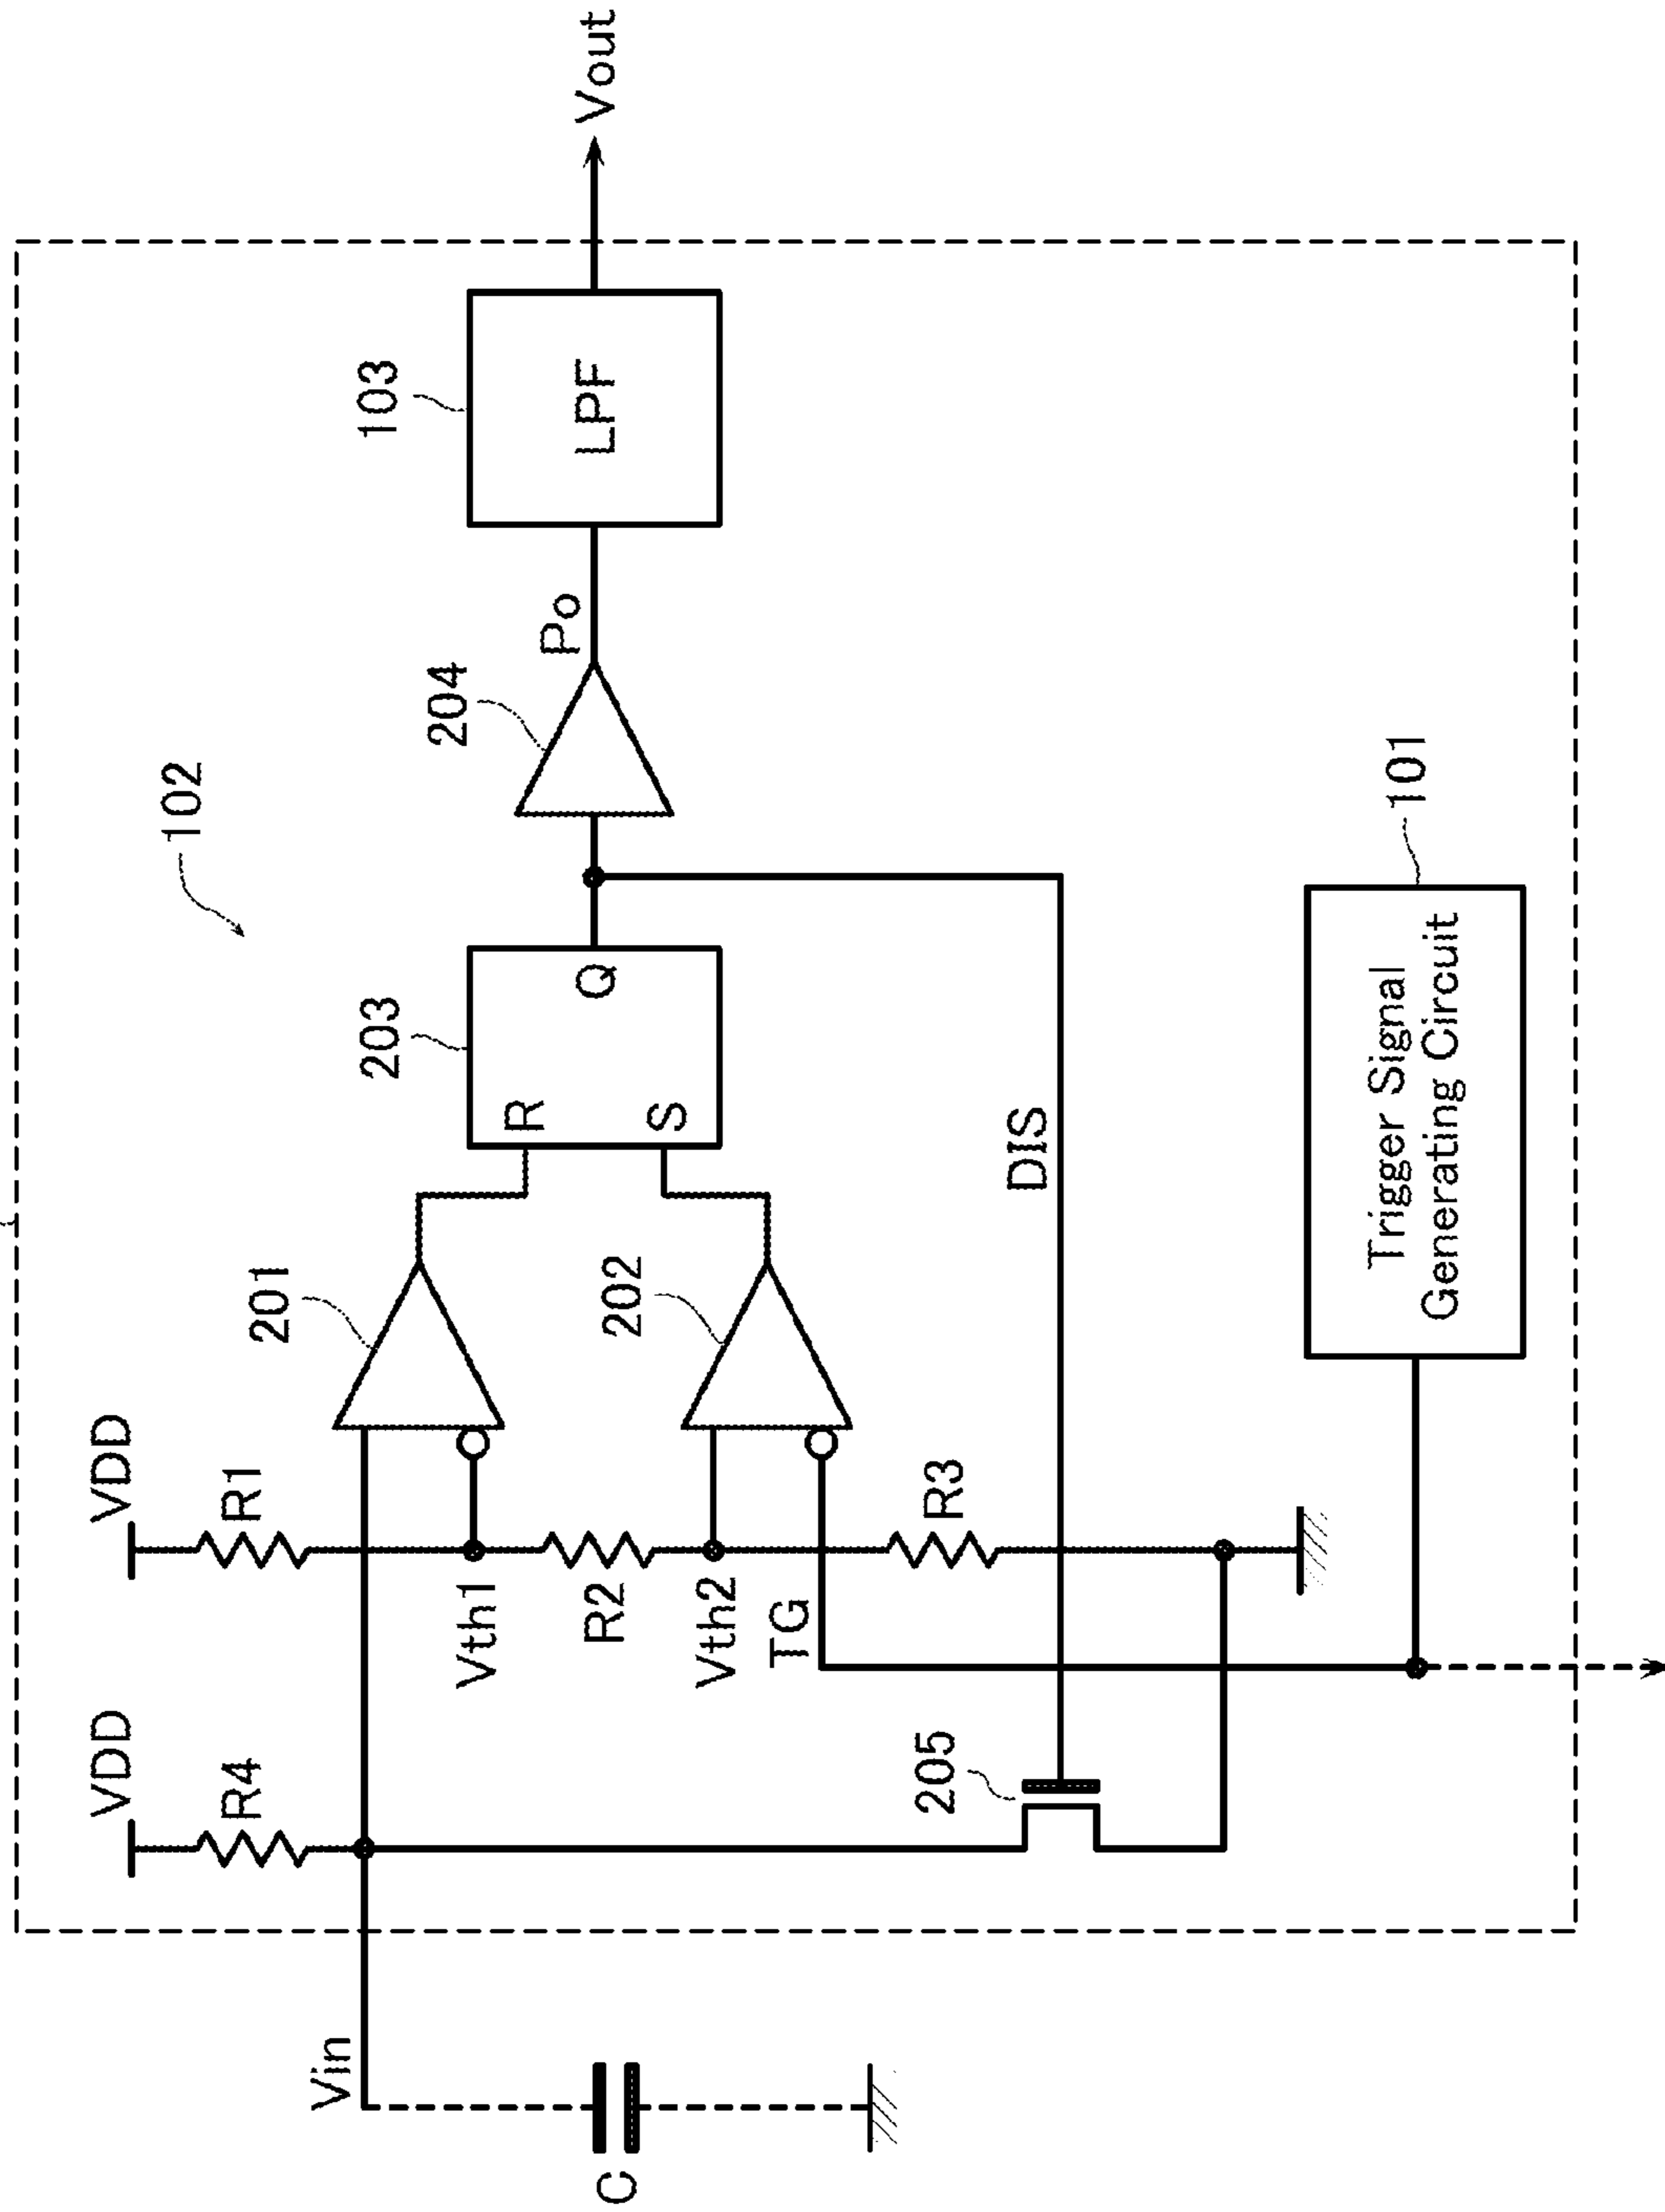 102
VDD
VDD
R4
R1
201
203
204
103
Vin
R
Q
Po
LPF
Vout
Vth1
S
R2
202
C
Vth2
TG
R3
205
DIS
101
Trigger Signal
Generating Circuit